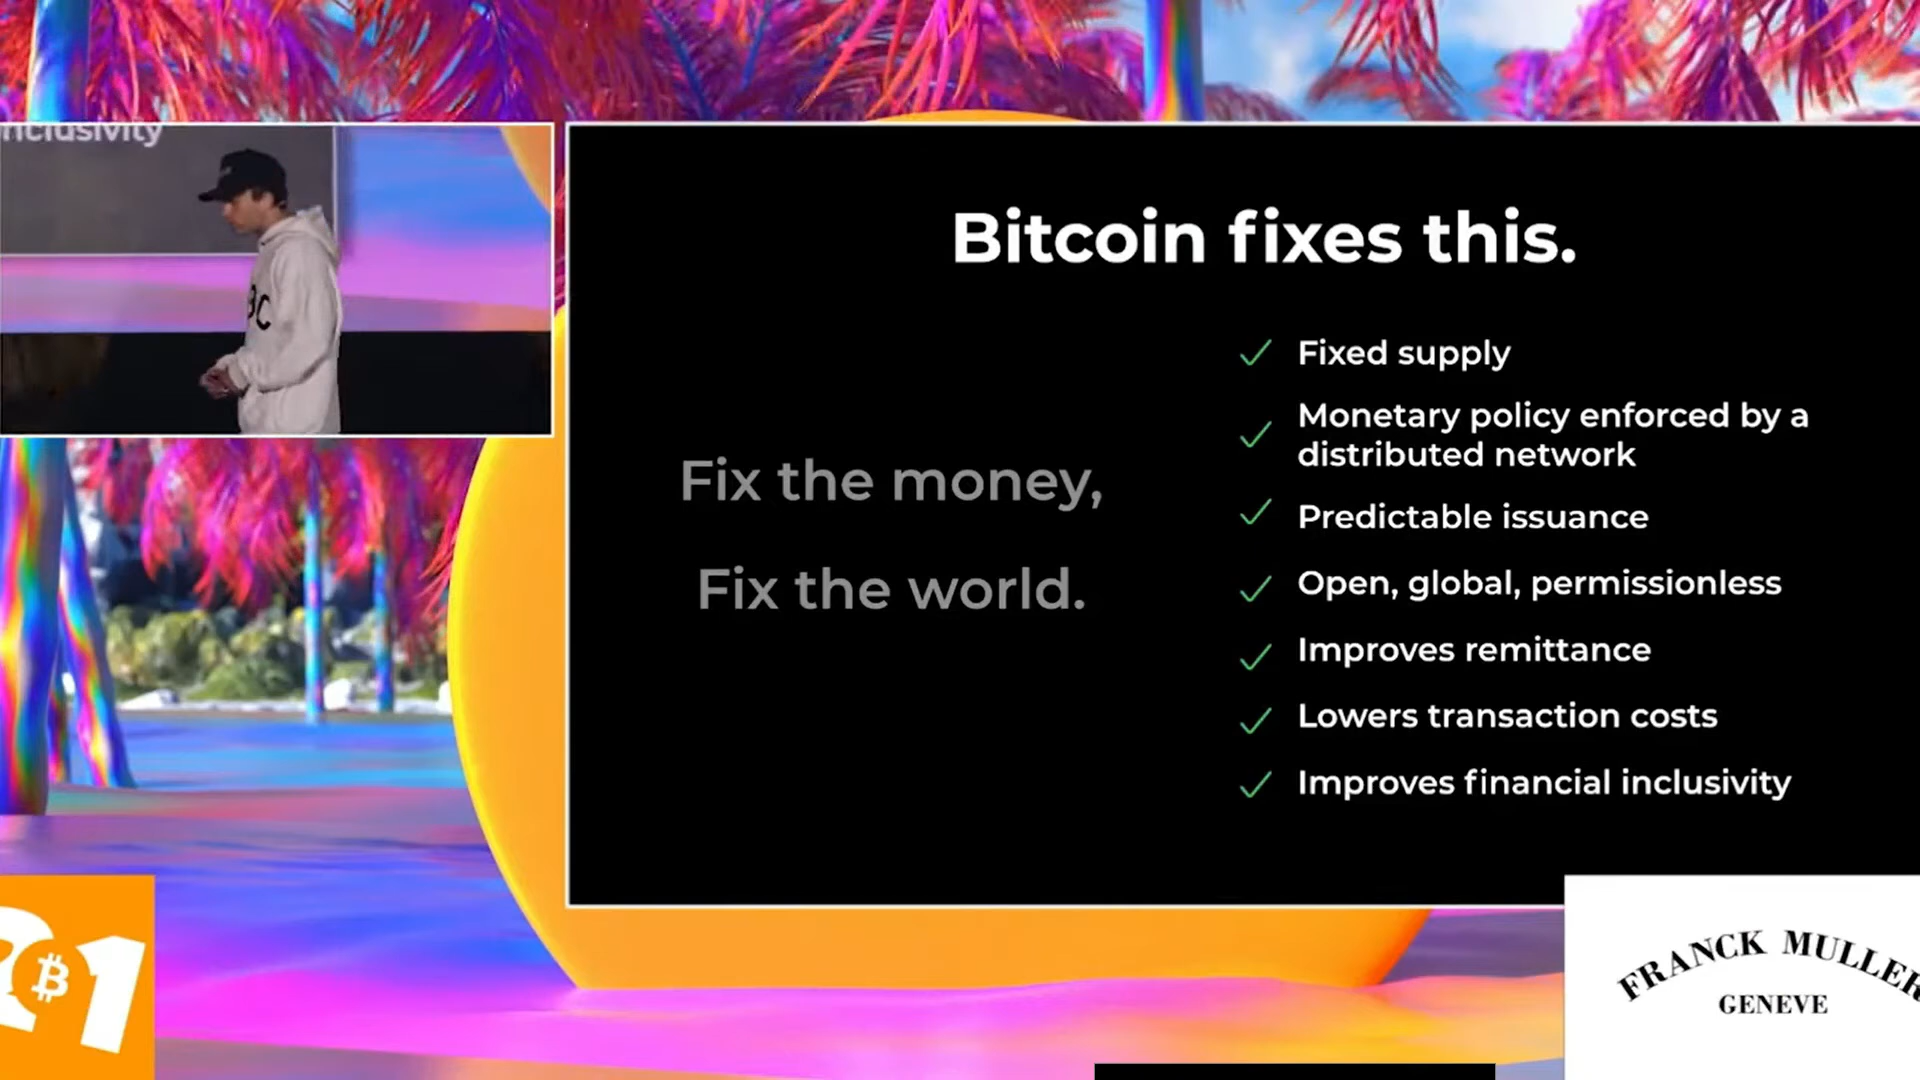 inclusivity
Bitcoin fixes this.
Fix the money,
Fix the world.
Fixed supply
Monetary policy enforced by a
distributed network
Predictable issuance
Open, global, permissionless
Improves remittance
Lowers transaction costs
Improves financial inclusivity
FRANCK MULLER
GENEVE